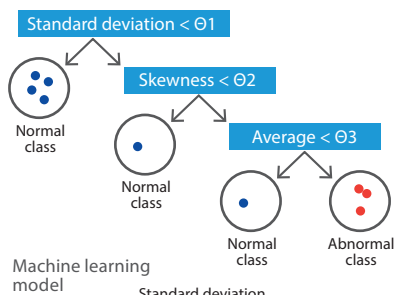 Standard deviation < Θ1
Skewness < Θ2
Normal
class
Average < Θ3
Normal
class
Normal
class
Abnormal
class
Machine learning
model
Standard deviation